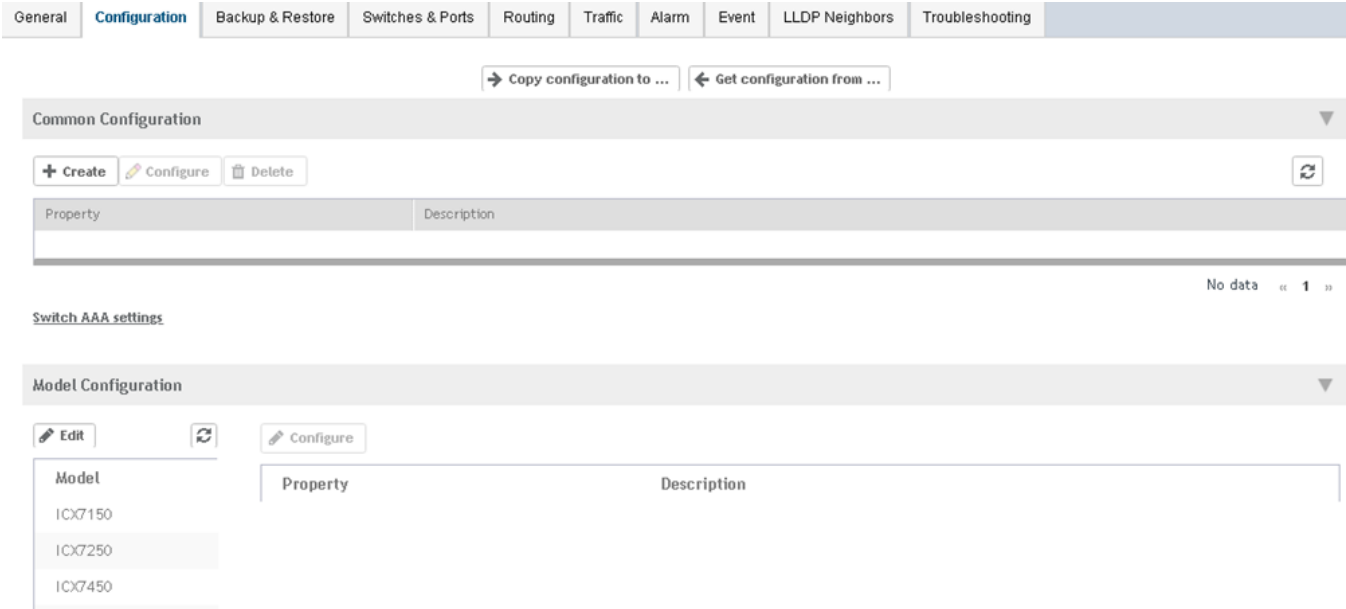 General Configuration Backup & Restore Switches & Ports Routing Traffic Alarm Event LLDP Neighbors Troubleshooting
Copy configuration to ... Get configuration from ...
Common Configuration
Create Configure Delete
Property Description
No data « 1 »
Switch AAA settings
Model Configuration
Edit Configure
Model
Property Description
ICX7150
ICX7250
ICX7450